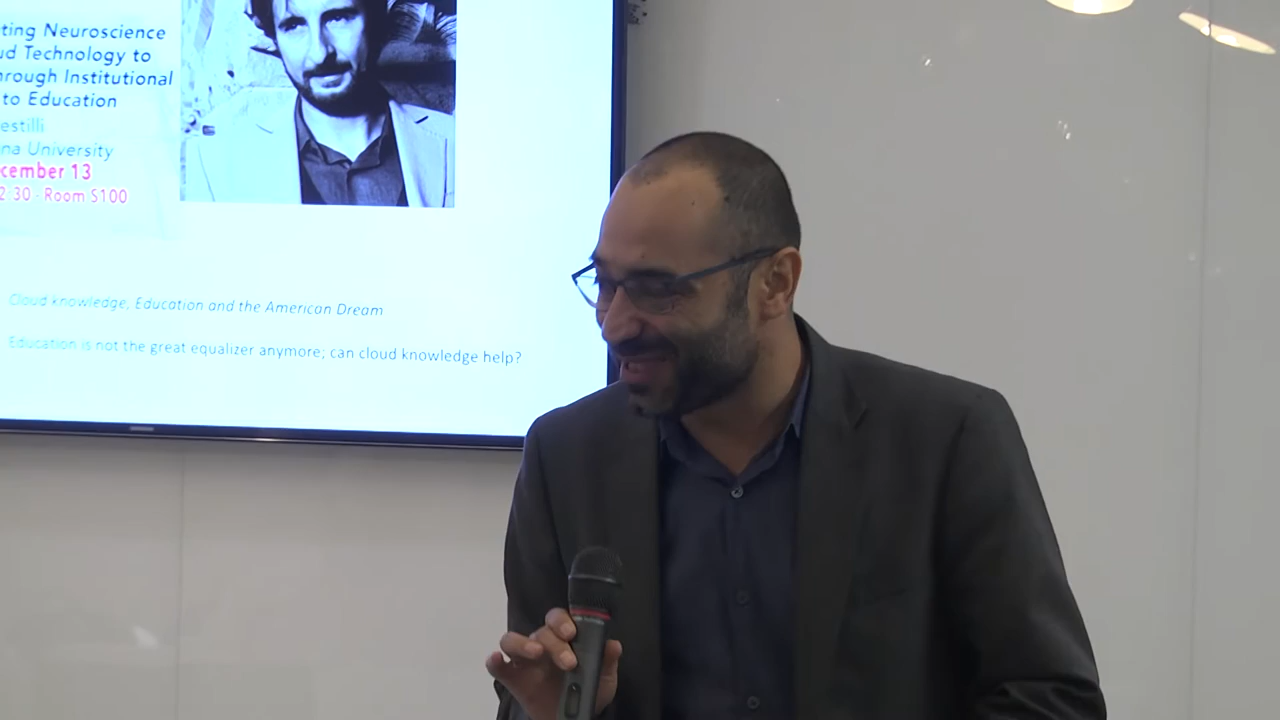 ting Neuroscience
ud Technology to
hrough Institutional
to Education
estilli
na University
cember 13
2:30 - Room S100
Cloud knowledge, Education and the American Dream
Education is not the great equalizer anymore; can cloud knowledge help?